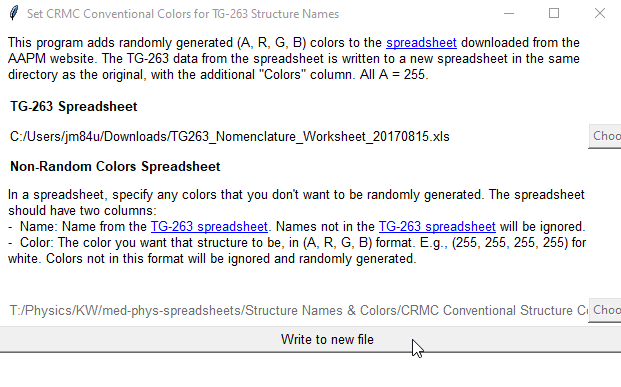 Set CRMC Conventional Colors for TG-263 Structure Names
This program adds randomly generated (A, R, G, B) colors to the spreadsheet downloaded from the
AAPM website. The TG-263 data from the spreadsheet is written to a new spreadsheet in the same
directory as the original, with the additional "Colors" column. All A = 255.
TG-263 Spreadsheet
C:/Users/jm84u/Downloads/TG263_Nomenclature_Worksheet_20170815.xls
Choo
Non-Random Colors Spreadsheet
In a spreadsheet, specify any colors that you don't want to be randomly generated. The spreadsheet
should have two columns:
- Name: Name from the TG-263 spreadsheet. Names not in the TG-263 spreadsheet will be ignored.
- Color: The color you want that structure to be, in (A, R, G, B) format. E.g., (255, 255, 255, 255) for
white. Colors not in this format will be ignored and randomly generated.
T:/Physics/KW/med-phys-spreadsheets/Structure Names & Colors/CRMC Conventional Structure Co
Choo
Write to new file